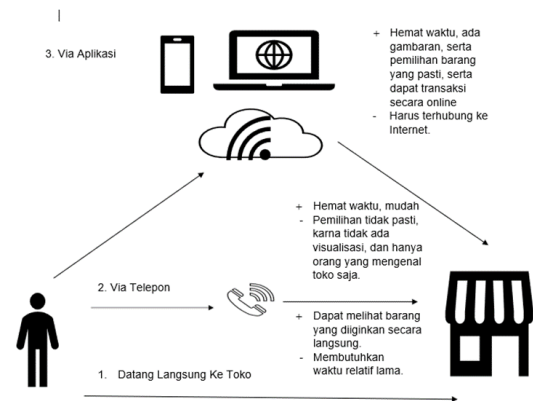 3. Via Aplikasi
+ Hemat waktu, ada
gambaran, serta
pemilihan barang
yang pasti, serta
dapat transaksi
secara online
- Harus terhubung ke
Internet.
+ Hemat waktu, mudah
- Pemilihan tidak pasti,
karna tidak ada
visualisasi, dan hanya
orang yang mengenal
toko saja.
2. Via Telepon
+ Dapat melihat barang
yang diiginkan secara
langsung.
- Membutuhkan
waktu relatif lama.
1. Datang Langsung Ke Toko